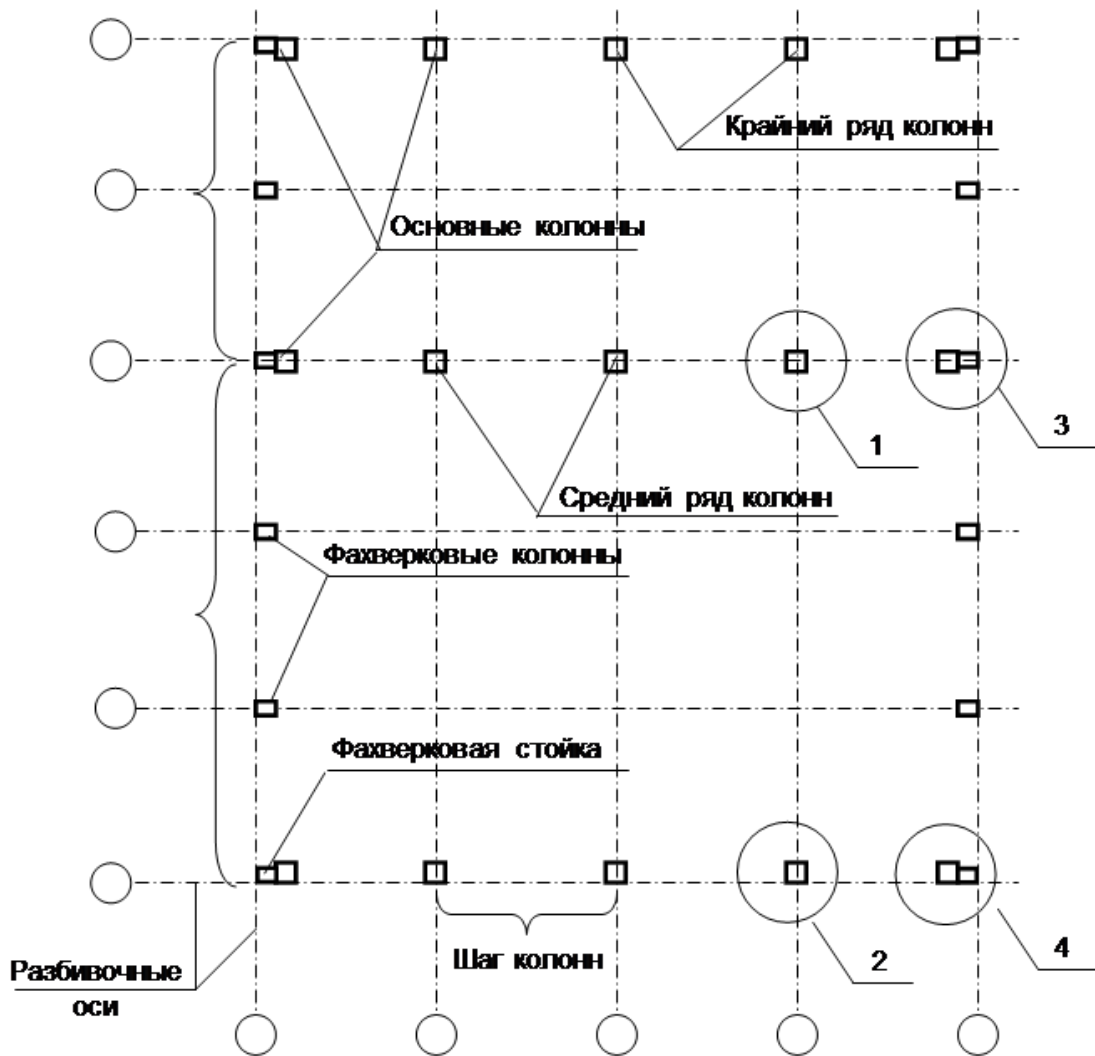 Крайний ряд колонн
Основные колонны
3
1
Средний ряд колонн
Фахверковые колонны
Фахверковая стойка
Шаг колонн
2
4
Разбивочные
оси